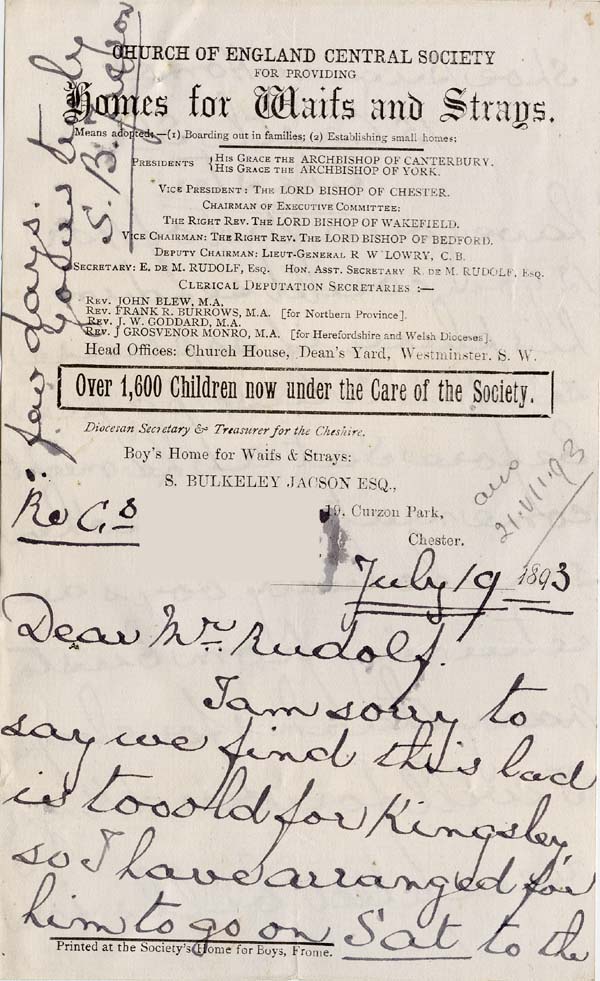 CHURCH OF ENGLAND CENTRAL SOCIETY
FOR PROVIDING
Homes for Waifs and Strays.
Means adopted:—(1) Boarding out in families; (2) Establishing small homes;
PRESIDENTS { HIS GRACE THE ARCHBISHOP OF CANTERBURY.
HIS GRACE THE ARCHBISHOP OF YORK.
VICE PRESIDENT: THE LORD BISHOP OF CHESTER.
CHAIRMAN OF EXECUTIVE COMMITTEE:
THE RIGHT REV. THE LORD BISHOP OF WAKEFIELD.
VICE CHAIRMAN: THE RIGHT REV. THE LORD BISHOP OF BEDFORD.
DEPUTY CHAIRMAN: LIEUT-GENERAL R W LOWRY, C. B.
SECRETARY: E. DE M. RUDOLF, ESQ. HON. ASST. SECRETARY R. DE M. RUDOLF, ESQ.
CLERICAL DEPUTATION SECRETARIES :—
REV. JOHN BLEW, M.A.
REV. FRANK R. BURROWS, M.A. [for Northern Province].
REV. J. W. GODDARD, M.A.
REV. J GROSVENOR MONRO, M.A. [for Herefordshire and Welsh Dioceses].
Head Offices: Church House, Dean's Yard, Westminster. S. W.
Over 1,600 Children now under the Care of the Society.
Diocesan Secretary & Treasurer for the Cheshire.
Boy's Home for Waifs & Strays:
S. BULKELEY JACSON ESQ.,
19. Curzon Park,
Chester.
21.VII.93
Re Cs
July 19 1893
Dear Mr. Rudolf.
I am sorry to
say we find this lad
is too old for Kingsley,
so I have arranged for
him to go on Sat to the
Printed at the Society's Home for Boys, Frome.
few days.
yours truly
S. B. Jacson